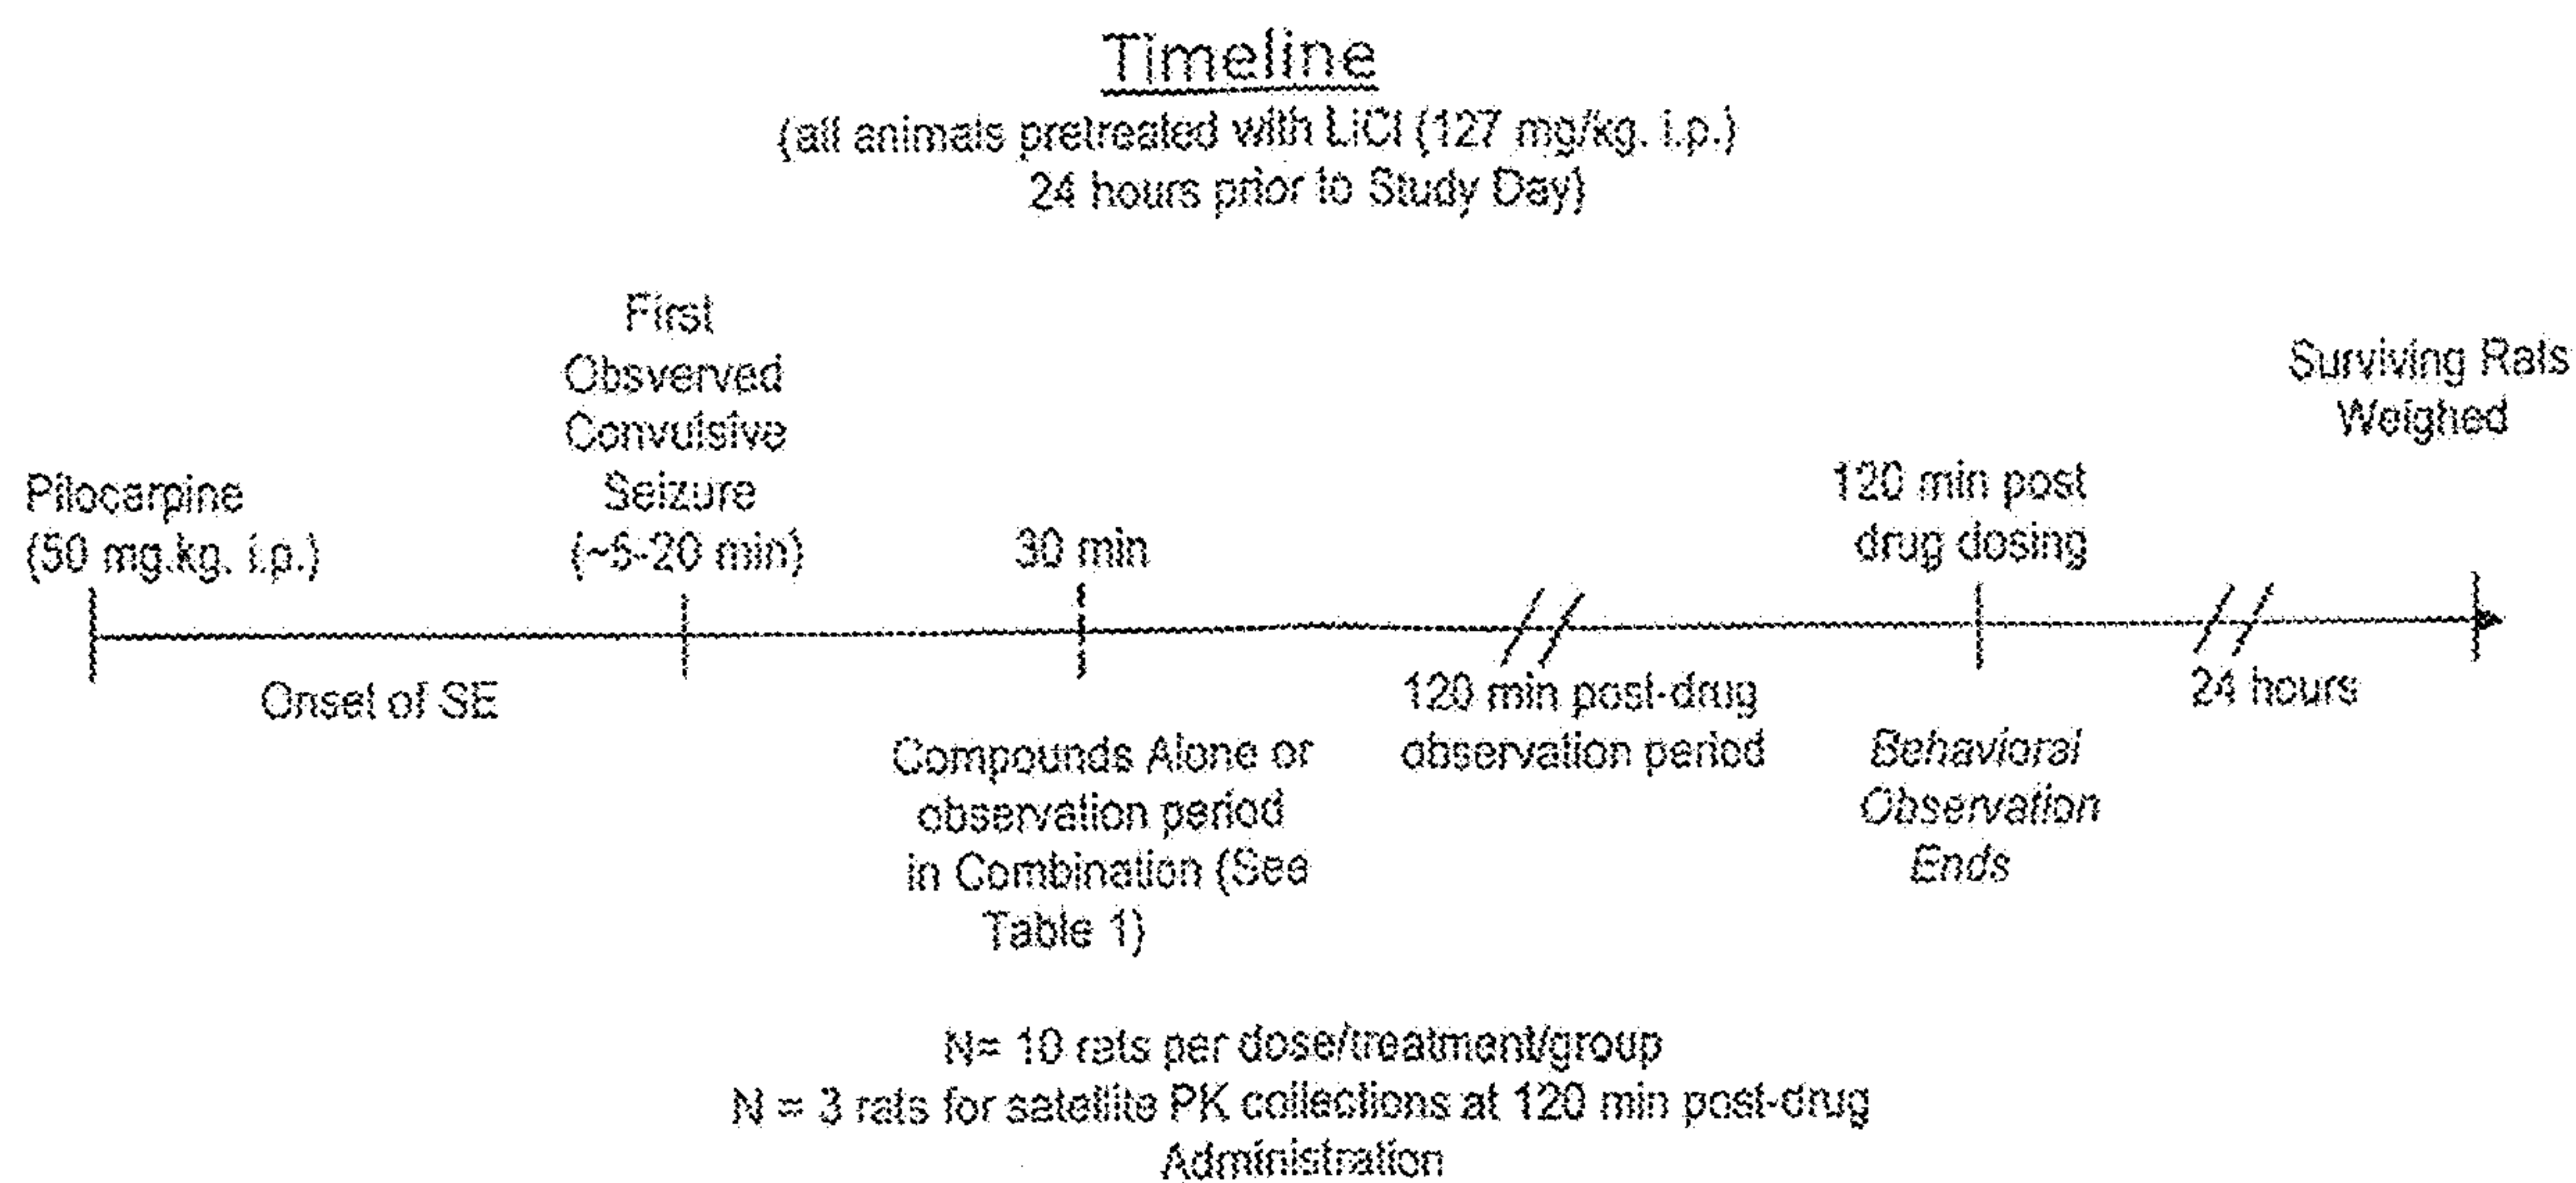 Timeline
(all animals pretreated with LiCl (127 mg/kg. i.p.)
24 hours prior to Study Day)
First
Obsverved
Convulsive
Seizure
(~5-20 min)
Pilocarpine
(50 mg.kg. i.p.)
30 min
120 min post
drug dosing
Surviving Rats
Weighed
Onset of SE
Compounds Alone or
observation period
in Combination (See
Table 1)
120 min post-drug
observation period
Behavioral
Observation
Ends
24 hours
N= 10 rats per dose/treatment/group
N = 3 rats for satellite PK collections at 120 min post-drug
Administration